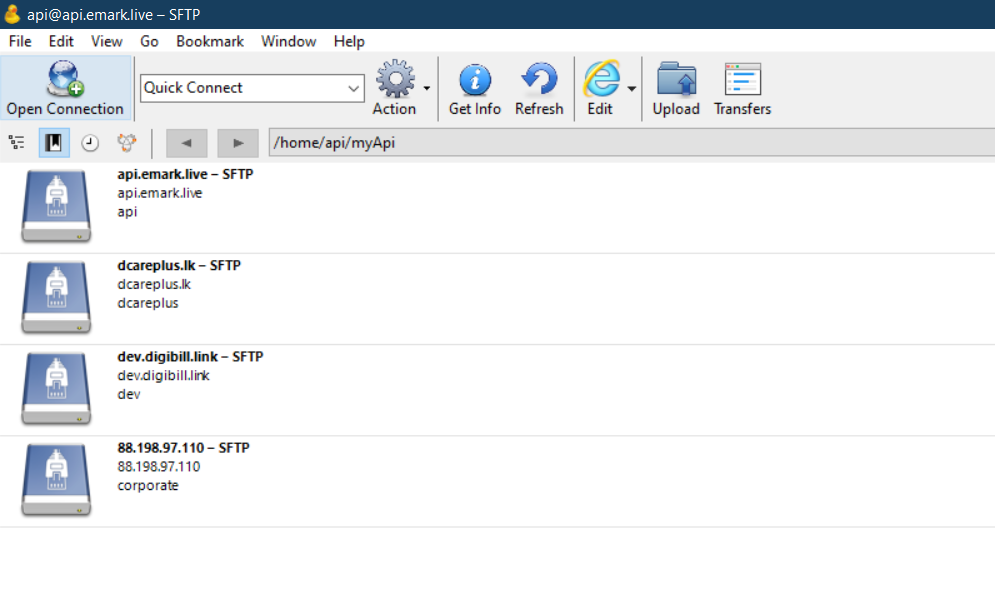 api@api.emark.live – SFTP
File Edit View Go Bookmark Window Help
Open Connection
Quick Connect
Action
Get Info
Refresh
Edit
Upload
Transfers
/home/api/myApi
api.emark.live – SFTP
api.emark.live
api
dcareplus.lk – SFTP
dcareplus.lk
dcareplus
dev.digibill.link – SFTP
dev.digibill.link
dev
88.198.97.110 – SFTP
88.198.97.110
corporate